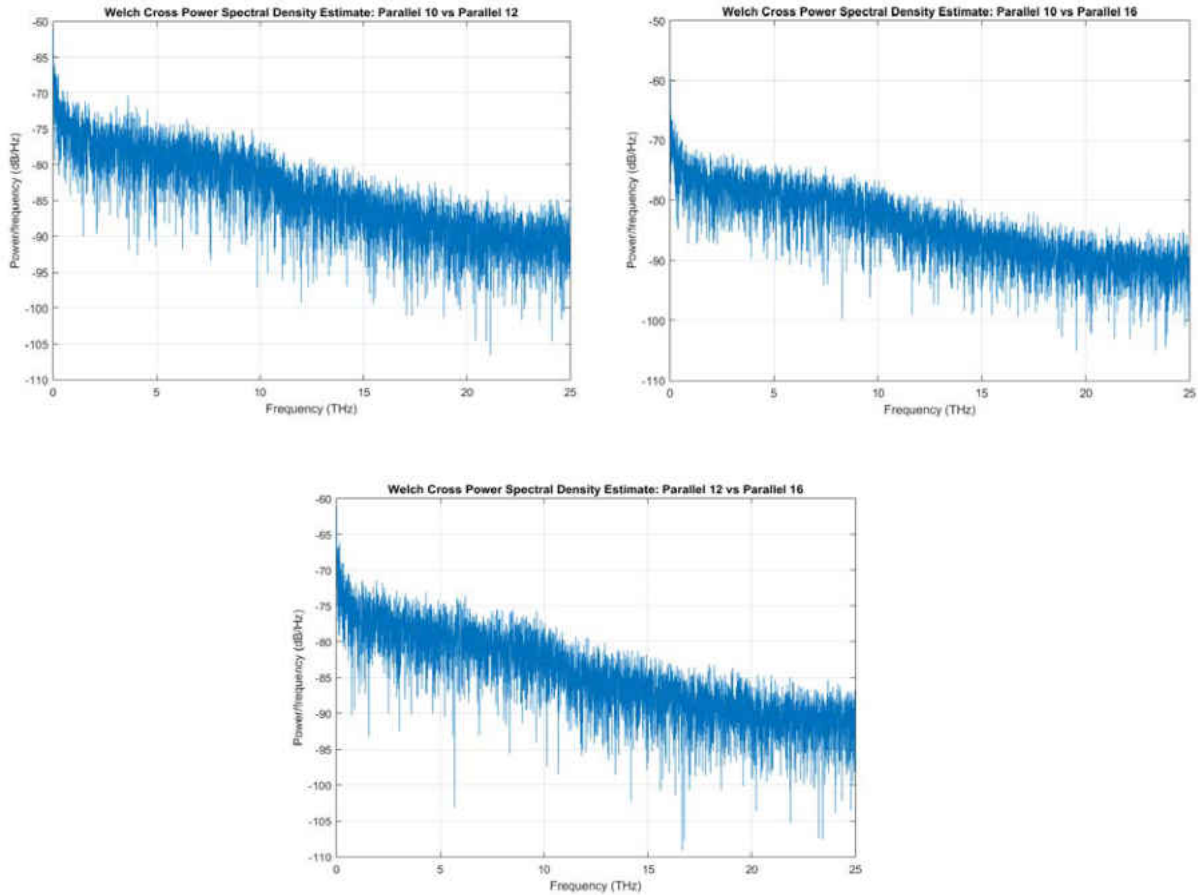 Welch Cross Power Spectral Density Estimate: Parallel 10 vs Parallel 12
-60
-65
-70
-75
-80
-85
-90
-95
-100
-105
-110
Power/frequency (dB/Hz)
0 5 10 15 20 25
Frequency (THz)
Welch Cross Power Spectral Density Estimate: Parallel 10 vs Parallel 16
-50
-60
-70
-80
-90
-100
-110
Power/frequency (dB/Hz)
0 5 10 15 20 25
Frequency (THz)
Welch Cross Power Spectral Density Estimate: Parallel 12 vs Parallel 16
-60
-65
-70
-75
-80
-85
-90
-95
-100
-105
-110
Power/frequency (dB/Hz)
0 5 10 15 20 25
Frequency (THz)